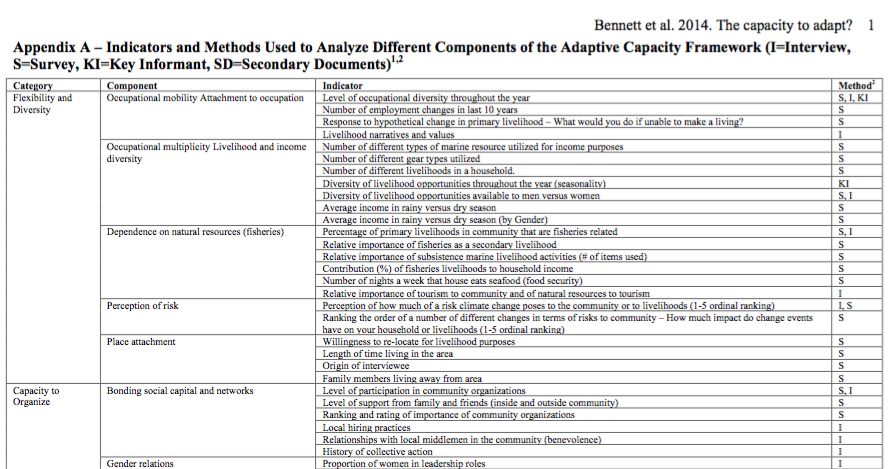 Bennett et al. 2014. The capacity to adapt? 1
Appendix A – Indicators and Methods Used to Analyze Different Components of the Adaptive Capacity Framework (I=Interview,
S=Survey, KI=Key Informant, SD=Secondary Documents)1,2
Category Component Indicator Method2
Flexibility and Occupational mobility Attachment to occupation Level of occupational diversity throughout the year S, I, KI
Diversity Number of employment changes in last 10 years S
Response to hypothetical change in primary livelihood – What would you do if unable to make a living? S
Livelihood narratives and values I
Occupational multiplicity Livelihood and income Number of different types of marine resource utilized for income purposes S
diversity Number of different gear types utilized S
Number of different livelihoods in a household. S
Diversity of livelihood opportunities throughout the year (seasonality) KI
Diversity of livelihood opportunities available to men versus women S, I
Average income in rainy versus dry season S
Average income in rainy versus dry season (by Gender) S
Dependence on natural resources (fisheries) Percentage of primary livelihoods in community that are fisheries related S, I
Relative importance of fisheries as a secondary livelihood S
Relative importance of subsistence marine livelihood activities (# of items used) S
Contribution (%) of fisheries livelihoods to household income S
Number of nights a week that house eats seafood (food security) S
Relative importance of tourism to community and of natural resources to tourism I
Perception of risk Perception of how much of a risk climate change poses to the community or to livelihoods (1-5 ordinal ranking) I, S
Ranking the order of a number of different changes in terms of risks to community – How much impact do change events S
have on your household or livelihoods (1-5 ordinal ranking)
Place attachment Willingness to re-locate for livelihood purposes S
Length of time living in the area S
Origin of interviewee S
Family members living away from area S
Capacity to Bonding social capital and networks Level of participation in community organizations S, I
Organize Level of support from family and friends (inside and outside community) S
Ranking and rating of importance of community organizations S
Local hiring practices I
Relationships with local middlemen in the community (benevolence) I
History of collective action I
Gender relations Proportion of women in leadership roles I